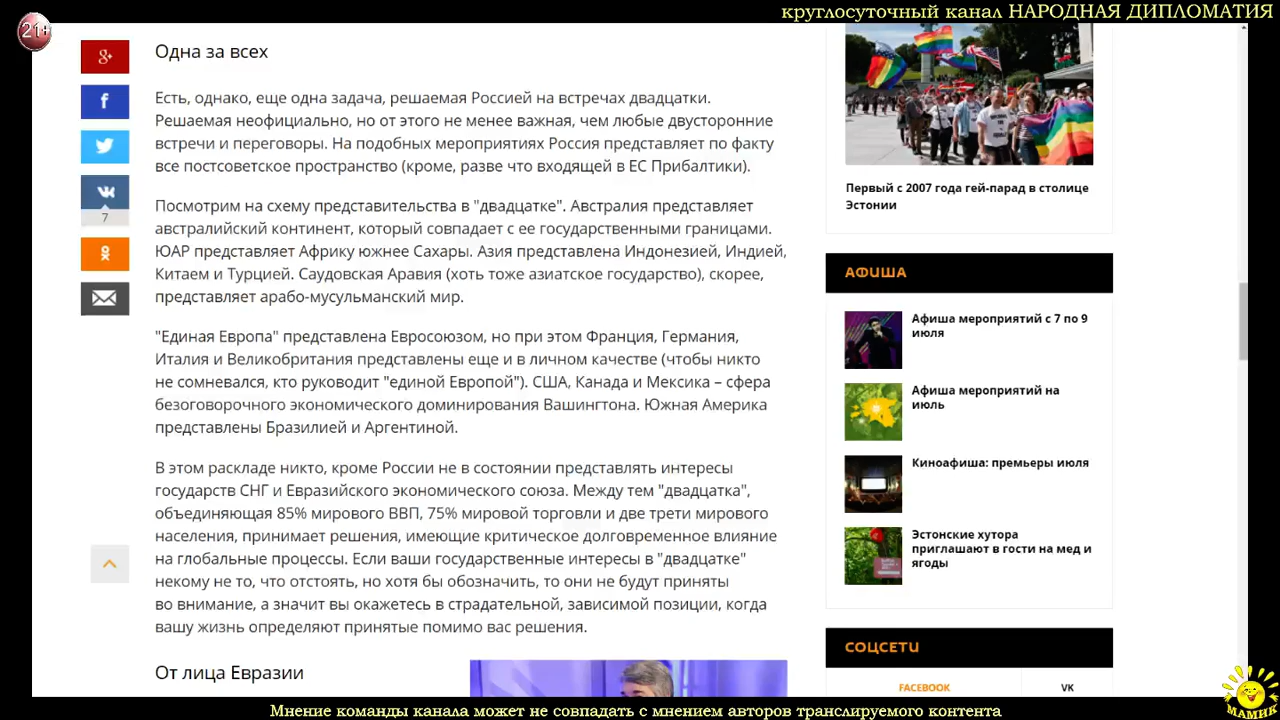 круглосуточный канал НАРОДНАЯ ДИПЛОМАТИЯ
21+
Одна за всех
Есть, однако, еще одна задача, решаемая Россией на встречах двадцатки.
Решаемая неофициально, но от этого не менее важная, чем любые двусторонние
встречи и переговоры. На подобных мероприятиях Россия представляет по факту
все постсоветское пространство (кроме, разве что входящей в ЕС Прибалтики).
Посмотрим на схему представительства в "двадцатке". Австралия представляет
австралийский континент, который совпадает с ее государственными границами.
ЮАР представляет Африку южнее Сахары. Азия представлена Индонезией, Индией,
Китаем и Турцией. Саудовская Аравия (хоть тоже азиатское государство), скорее,
представляет арабо-мусульманский мир.
"Единая Европа" представлена Евросоюзом, но при этом Франция, Германия,
Италия и Великобритания представлены еще и в личном качестве (чтобы никто
не сомневался, кто руководит "единой Европой"). США, Канада и Мексика – сфера
безоговорочного экономического доминирования Вашингтона. Южная Америка
представлены Бразилией и Аргентиной.
В этом раскладе никто, кроме России не в состоянии представлять интересы
государств СНГ и Евразийского экономического союза. Между тем "двадцатка",
объединяющая 85% мирового ВВП, 75% мировой торговли и две трети мирового
населения, принимает решения, имеющие критическое долговременное влияние
на глобальные процессы. Если ваши государственные интересы в "двадцатке"
некому не то, что отстоять, но хотя бы обозначить, то они не будут приняты
во внимание, а значит вы окажетесь в страдательной, зависимой позиции, когда
вашу жизнь определяют принятые помимо вас решения.
От лица Евразии
7
Первый с 2007 года гей-парад в столице
Эстонии
АФИША
Афиша мероприятий с 7 по 9
июля
Афиша мероприятий на
июль
Киноафиша: премьеры июля
Эстонские хутора
приглашают в гости на мед и
ягоды
СОЦСЕТИ
FACEBOOK
VK
МАМИК
Мнение команды канала может не совпадать с мнением авторов транслируемого контента